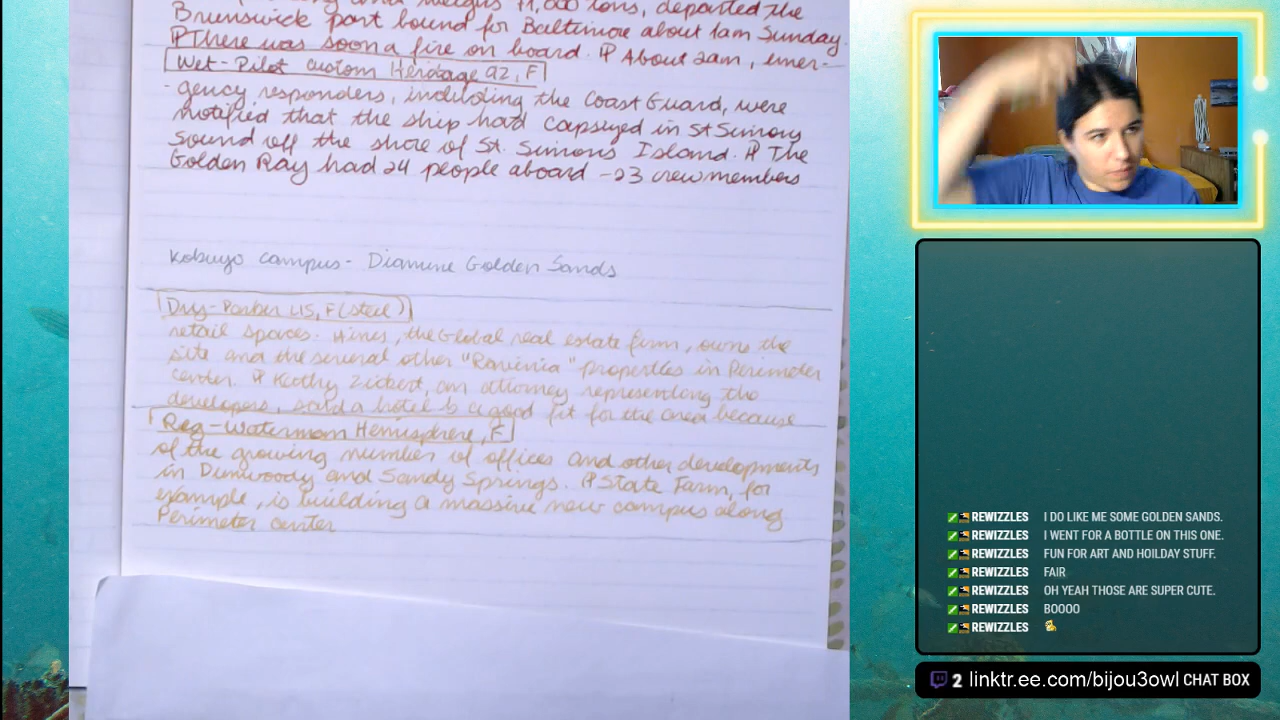 Brunswick port bound for Baltimore about 1am Sunday.
¶ There was soon a fire on board. ¶ About 2am, emer-
Wet-Pilot Custom Heritage 92, F
gency responders, including the Coast Guard, were
notified that the ship had capsized in St Simons
Sound off the shore of St. Simons Island. ¶ The
Golden Ray had 24 people aboard - 23 crew members
Kobuyo campus - Diamine Golden Sands
Dry-Parker 45, F (steel)
retail spaces. Hines, the Global real estate firm, owns the
site and the several other "Ravinia" properties in Perimeter
Center. ¶ Kathy Zickert, an attorney representing the
developers, said a hotel is a good fit for the area because
Reg-Waterman Hemisphere, F
of the growing number of offices and other developments
in Dunwoody and Sandy Springs. ¶ State Farm, for
example, is building a massive new campus along
Perimeter Center
REWIZZLES I DO LIKE ME SOME GOLDEN SANDS.
REWIZZLES I WENT FOR A BOTTLE ON THIS ONE.
REWIZZLES FUN FOR ART AND HOILDAY STUFF.
REWIZZLES FAIR
REWIZZLES OH YEAH THOSE ARE SUPER CUTE.
REWIZZLES BOOOO
REWIZZLES
2 linktr.ee.com/bijou3owl CHAT BOX